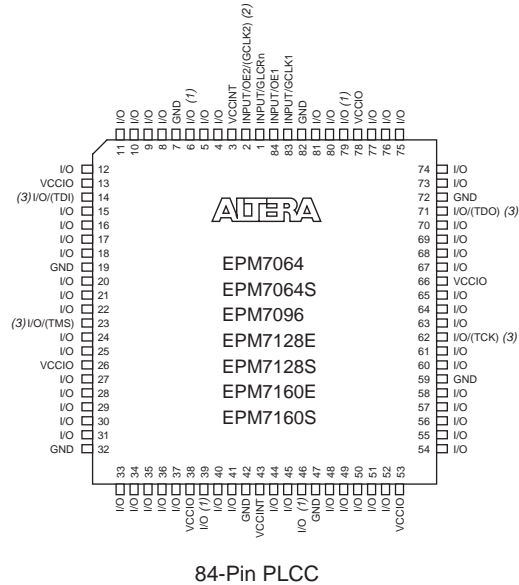 I/O
I/O
I/O
I/O
GND
I/O (1)
I/O
I/O
VCCINT
INPUT/OE2/(GCLK2) (2)
INPUT/GLCRn
INPUT/OE1
INPUT/GCLK1
GND
I/O
I/O
I/O (1)
VCCIO
I/O
I/O
I/O
11 10 9 8 7 6 5 4 3 2 1 84 83 82 81 80 79 78 77 76 75
I/O 12
VCCIO 13
(3) I/O/(TDI) 14
I/O 15
I/O 16
I/O 17
I/O 18
GND 19
I/O 20
I/O 21
I/O 22
(3) I/O/(TMS) 23
I/O 24
I/O 25
VCCIO 26
I/O 27
I/O 28
I/O 29
I/O 30
I/O 31
GND 32
ALTERA
EPM7064
EPM7064S
EPM7096
EPM7128E
EPM7128S
EPM7160E
EPM7160S
74 I/O
73 I/O
72 GND
71 I/O/(TDO) (3)
70 I/O
69 I/O
68 I/O
67 I/O
66 VCCIO
65 I/O
64 I/O
63 I/O
62 I/O/(TCK) (3)
61 I/O
60 I/O
59 GND
58 I/O
57 I/O
56 I/O
55 I/O
54 I/O
33 34 35 36 37 38 39 40 41 42 43 44 45 46 47 48 49 50 51 52 53
I/O
I/O
I/O
I/O
I/O
VCCIO
I/O (1)
I/O
I/O
GND
VCCINT
I/O
I/O
I/O (1)
GND
I/O
I/O
I/O
I/O
I/O
VCCIO
84-Pin PLCC